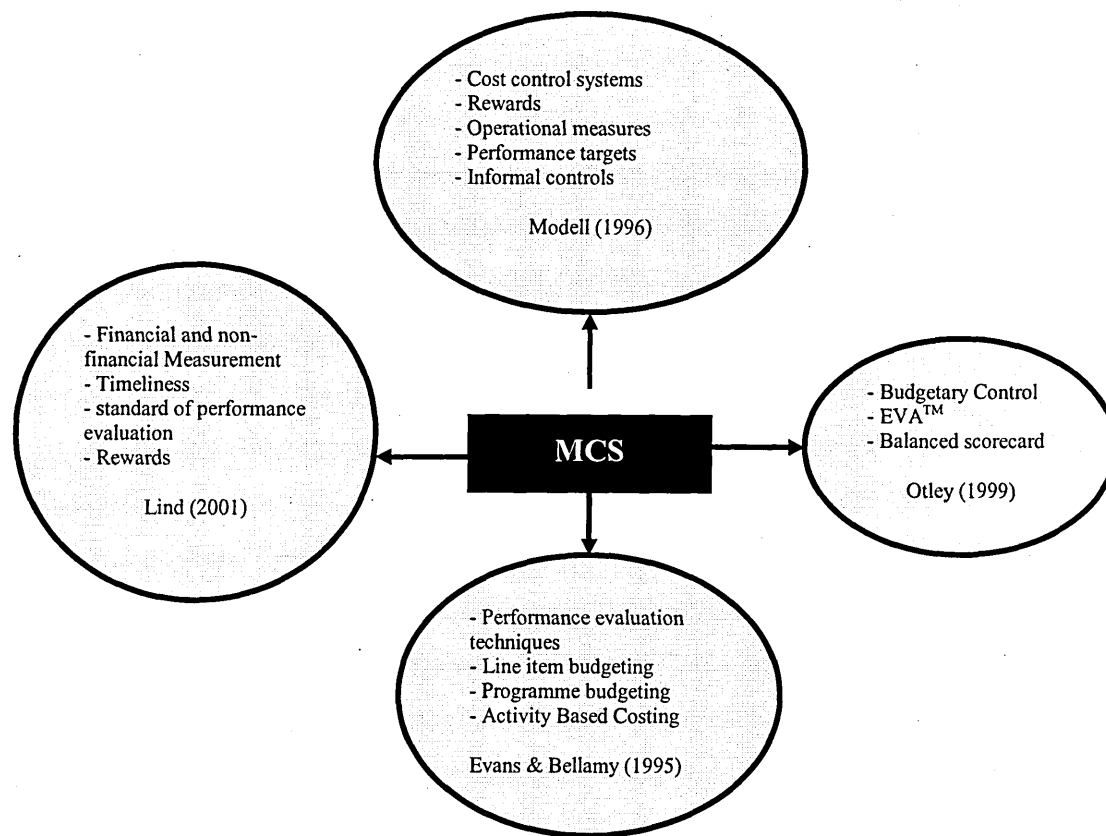 - Cost control systems
- Rewards
- Operational measures
- Performance targets
- Informal controls
Modell (1996)
- Financial and non-
financial Measurement
- Timeliness
- standard of performance
evaluation
- Rewards
Lind (2001)
MCS
- Budgetary Control
- EVA™
- Balanced scorecard
Otley (1999)
- Performance evaluation
techniques
- Line item budgeting
- Programme budgeting
- Activity Based Costing
Evans & Bellamy (1995)